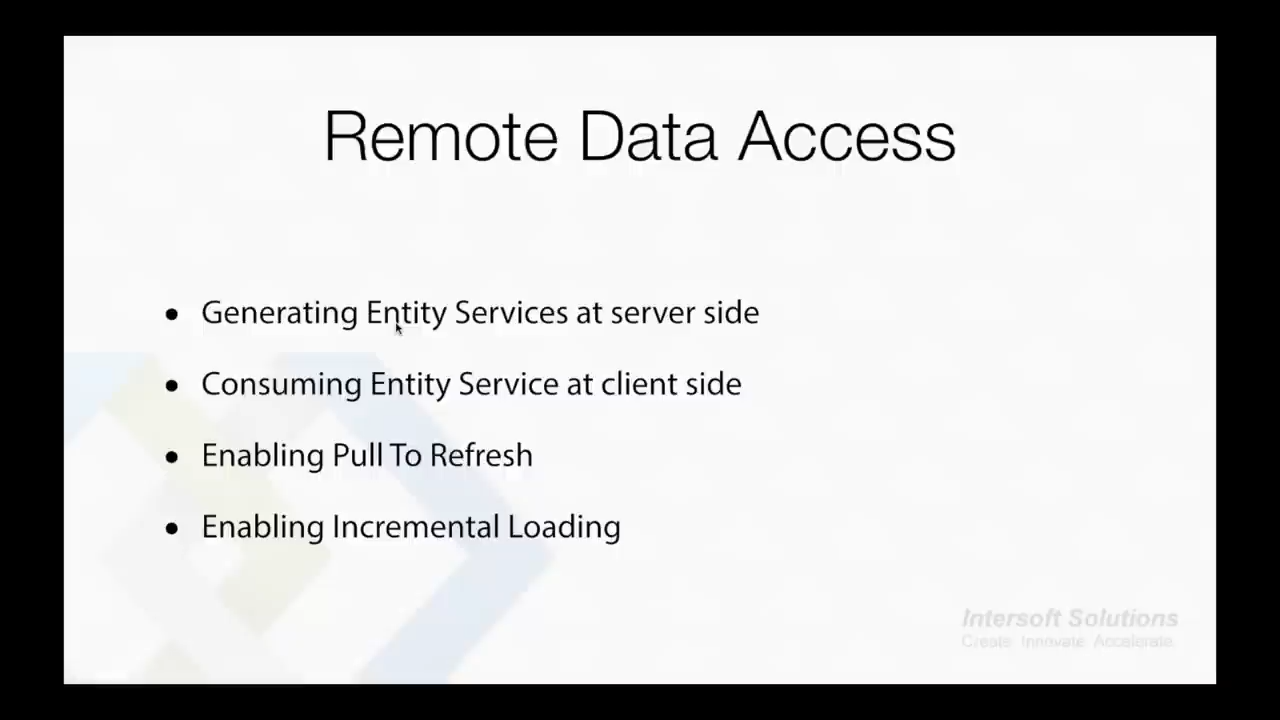 Remote Data Access
• Generating Entity Services at server side
• Consuming Entity Service at client side
• Enabling Pull To Refresh
• Enabling Incremental Loading
Intersoft Solutions
Create Innovate Accelerate